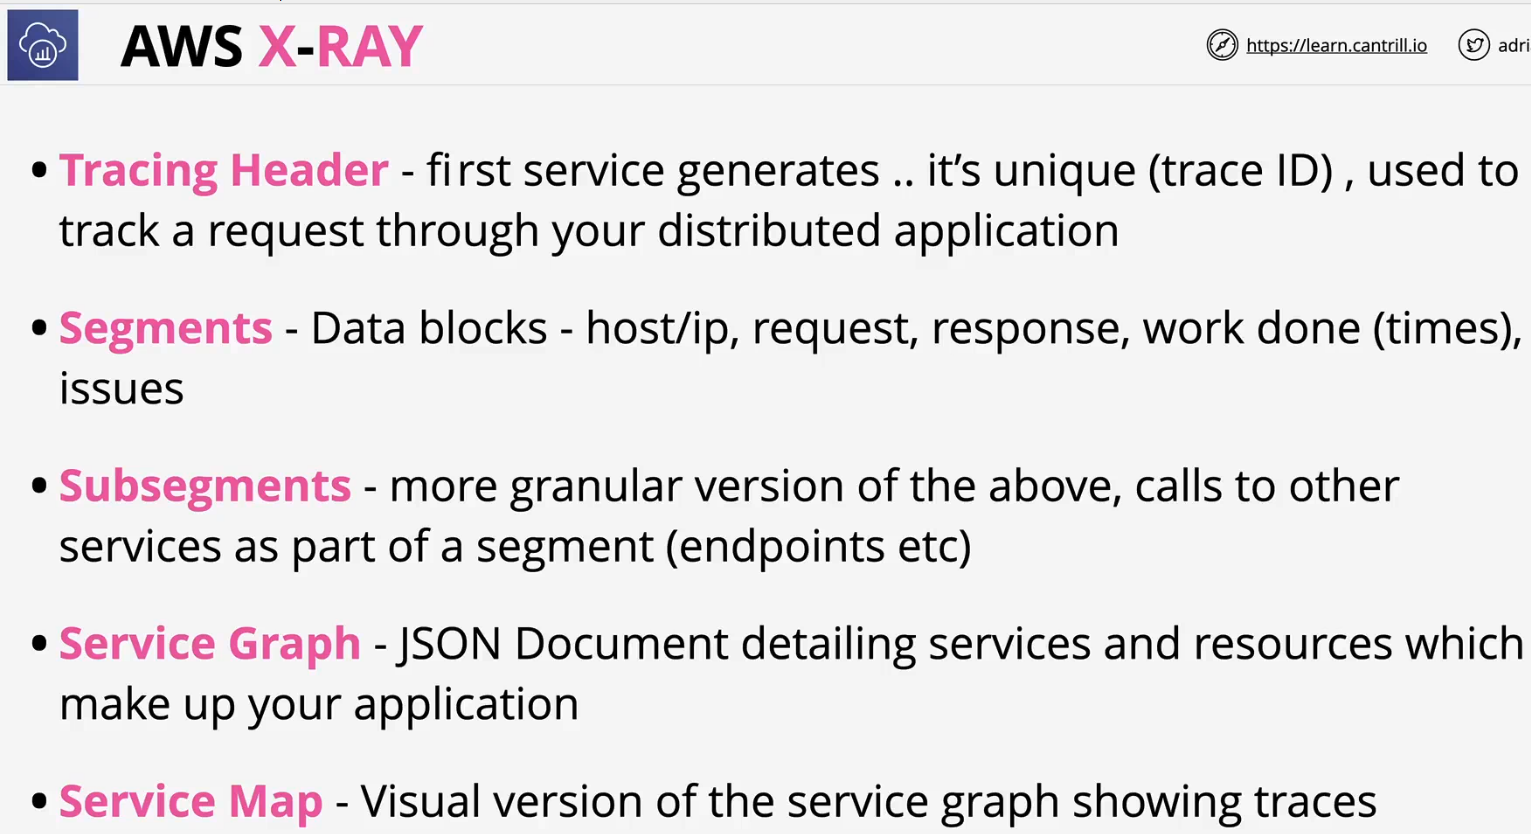 AWS X-RAY
https://learn.cantrill.io
adri
• Tracing Header - first service generates .. it's unique (trace ID) , used to
track a request through your distributed application
• Segments - Data blocks - host/ip, request, response, work done (times),
issues
• Subsegments - more granular version of the above, calls to other
services as part of a segment (endpoints etc)
• Service Graph - JSON Document detailing services and resources which
make up your application
• Service Map - Visual version of the service graph showing traces